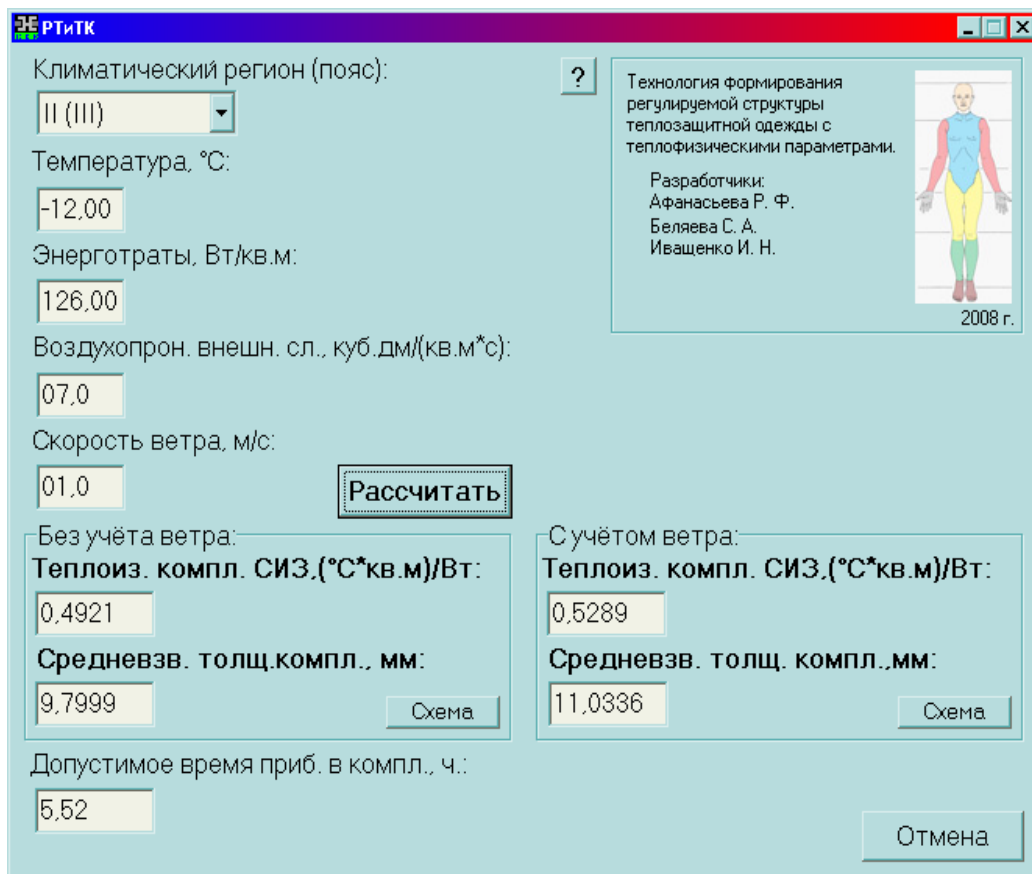 РТиТК
Климатический регион (пояс):
II (III)
?
Температура, °C:
-12,00
Энерготраты, Вт/кв.м:
126,00
Воздухопрон. внешн. сл., куб.дм/(кв.м*с):
07,0
Скорость ветра, м/с:
01,0
Рассчитать
Технология формирования
регулируемой структуры
теплозащитной одежды с
теплофизическими параметрами.
Разработчики:
Афанасьева Р. Ф.
Беляева С. А.
Иващенко И. Н.
2008 г.
Без учёта ветра:
Теплоиз. компл. СИЗ,(°C*кв.м)/Вт:
0,4921
Средневзв. толщ.компл., мм:
9,7999
Схема
С учётом ветра:
Теплоиз. компл. СИЗ,(°C*кв.м)/Вт:
0,5289
Средневзв. толщ. компл.,мм:
11,0336
Схема
Допустимое время приб. в компл., ч.:
5,52
Отмена